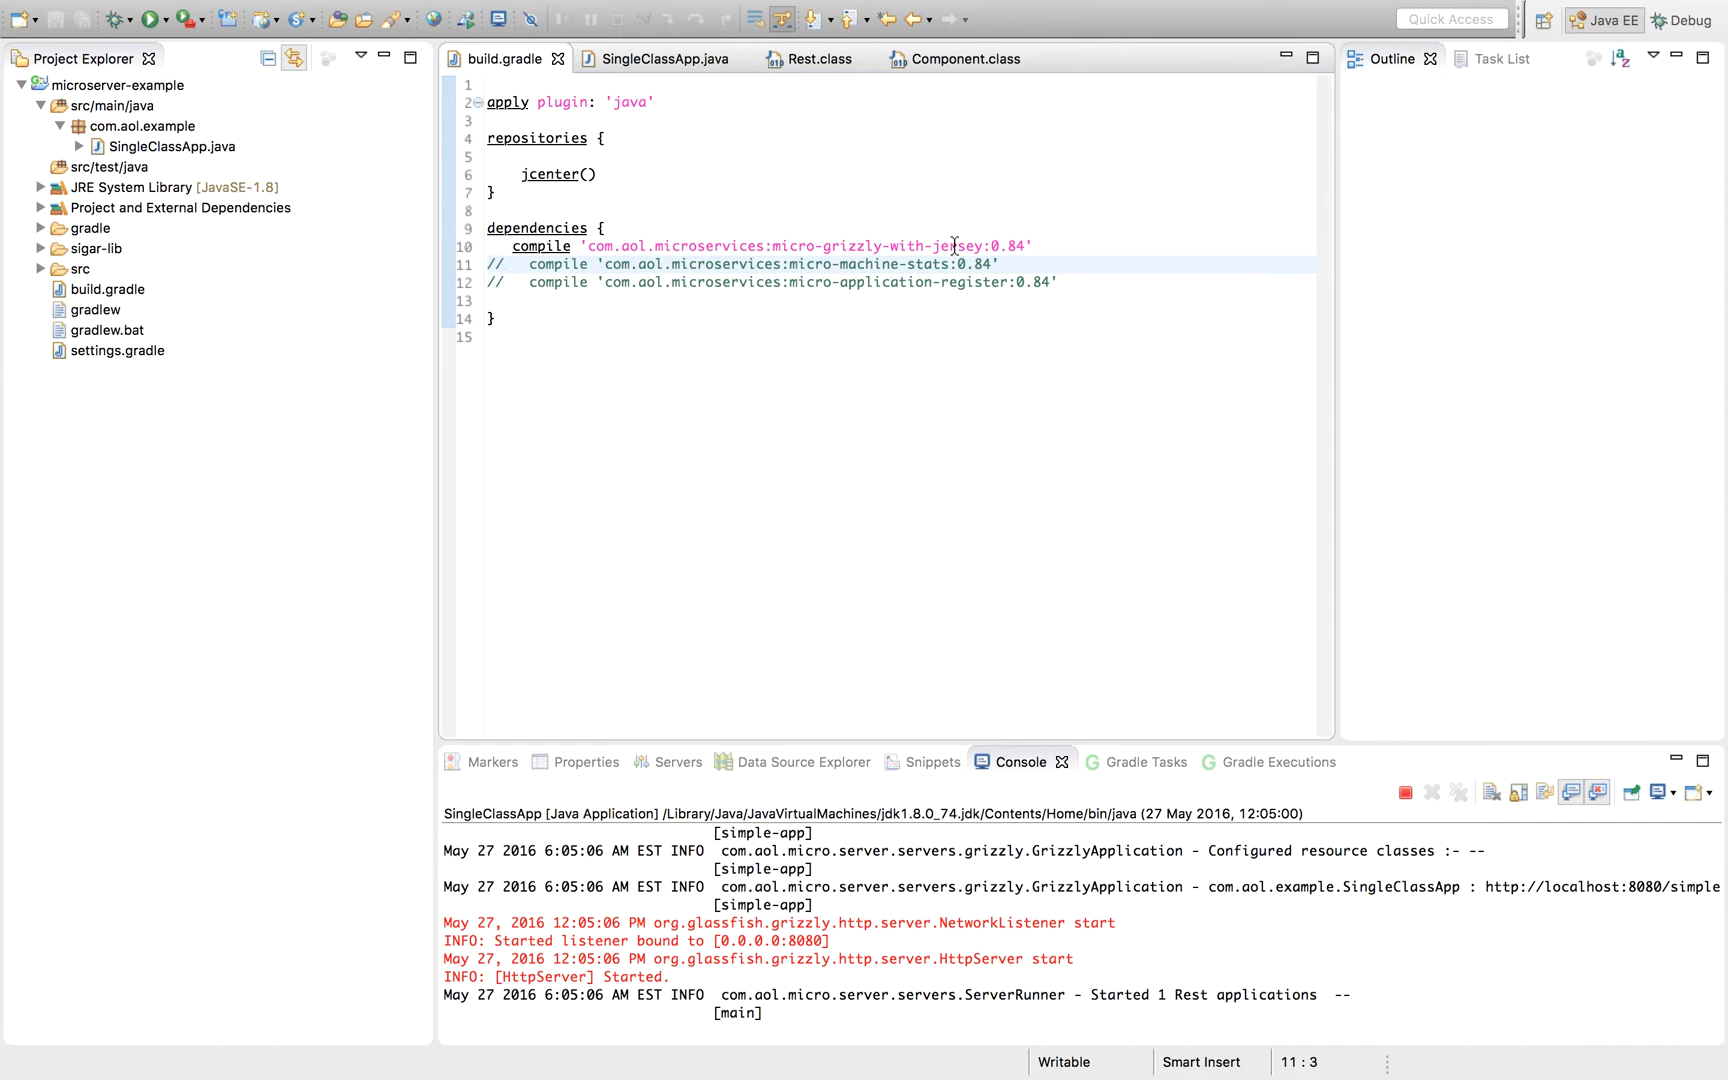 Quick Access
Java EE
Debug
Project Explorer
microserver-example
src/main/java
com.aol.example
SingleClassApp.java
src/test/java
JRE System Library [JavaSE-1.8]
Project and External Dependencies
gradle
sigar-lib
src
build.gradle
gradlew
gradlew.bat
settings.gradle
build.gradle
SingleClassApp.java
Rest.class
Component.class
1
2 apply plugin: 'java'
3
4 repositories {
5
6 jcenter()
7 }
8
9 dependencies {
10 compile 'com.aol.microservices:micro-grizzly-with-jersey:0.84'
11 // compile 'com.aol.microservices:micro-machine-stats:0.84'
12 // compile 'com.aol.microservices:micro-application-register:0.84'
13
14 }
15
Outline
Task List
Markers
Properties
Servers
Data Source Explorer
Snippets
Console
Gradle Tasks
Gradle Executions
SingleClassApp [Java Application] /Library/Java/JavaVirtualMachines/jdk1.8.0_74.jdk/Contents/Home/bin/java (27 May 2016, 12:05:00)
[simple-app]
May 27 2016 6:05:06 AM EST INFO com.aol.micro.server.servers.grizzly.GrizzlyApplication - Configured resource classes :- --
[simple-app]
May 27 2016 6:05:06 AM EST INFO com.aol.micro.server.servers.grizzly.GrizzlyApplication - com.aol.example.SingleClassApp : http://localhost:8080/simple
[simple-app]
May 27, 2016 12:05:06 PM org.glassfish.grizzly.http.server.NetworkListener start
INFO: Started listener bound to [0.0.0.0:8080]
May 27, 2016 12:05:06 PM org.glassfish.grizzly.http.server.HttpServer start
INFO: [HttpServer] Started.
May 27 2016 6:05:06 AM EST INFO com.aol.micro.server.servers.ServerRunner - Started 1 Rest applications --
[main]
Writable
Smart Insert
11 : 3